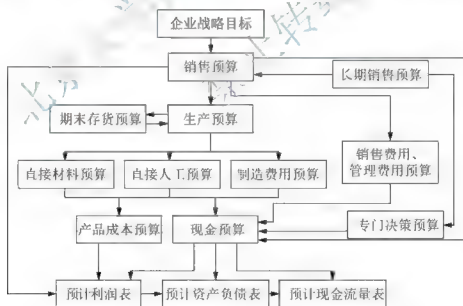 企业战略目标
销售预算
长期销售预算
期末存货预算
生产预算
直接材料预算
直接人工预算
制造费用预算
销售费用、
管理费用预算
产品成本预算
现金预算
专门决策预算
预计利润表
预计资产负债表
预计现金流量表